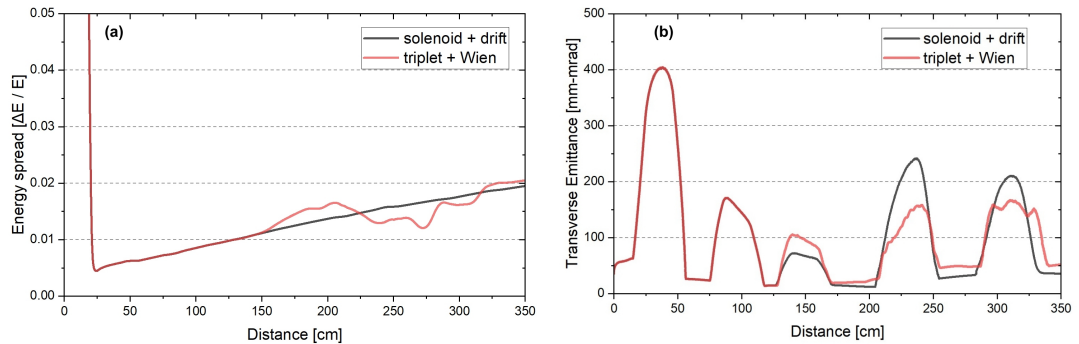 (a)
solenoid + drift
triplet + Wien
Energy spread [ΔE / E]
0.05
0.04
0.03
0.02
0.01
0.00
0 50 100 150 200 250 300 350
Distance [cm]
(b)
solenoid + drift
triplet + Wien
Transverse Emittance [mm-mrad]
500
400
300
200
100
0
0 50 100 150 200 250 300 350
Distance [cm]